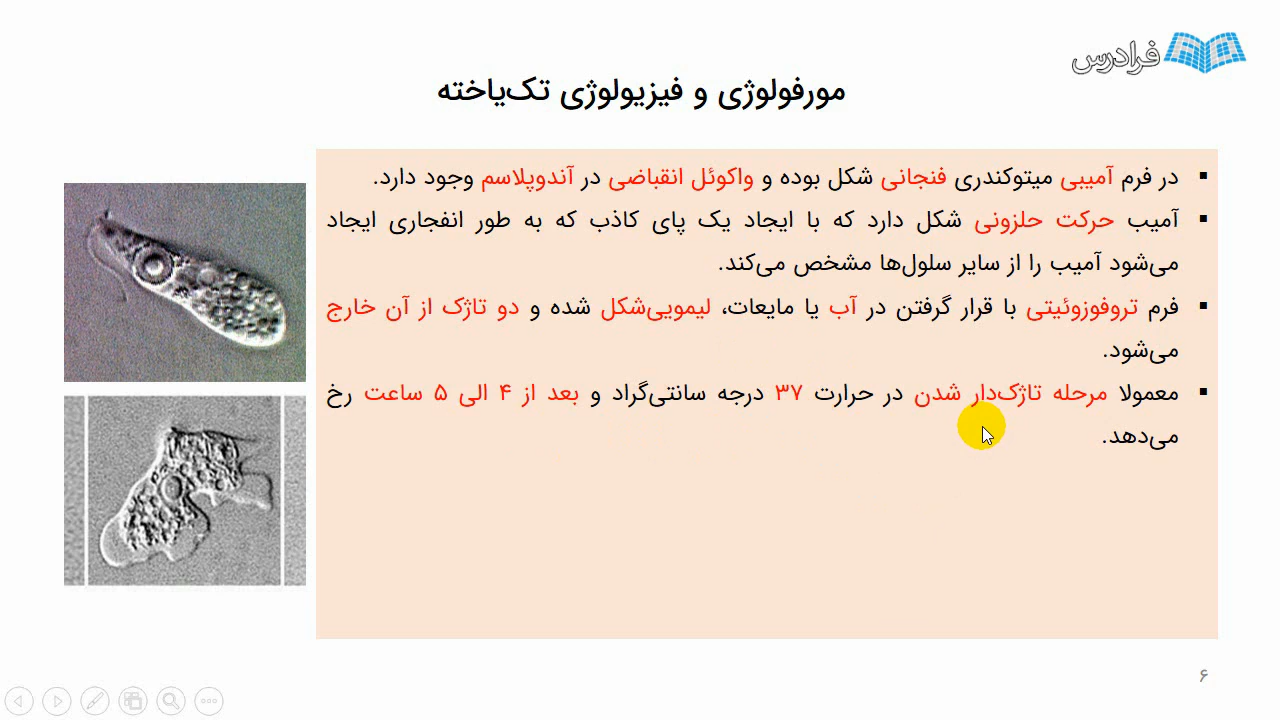 فرادرس
مورفولوژی و فیزیولوژی تک‌یاخته
▪ در فرم آمیبی میتوکندری فنجانی شکل بوده و واکوئل انقباضی در آندوپلاسم وجود دارد.
▪ آمیب حرکت حلزونی شکل دارد که با ایجاد یک پای کاذب که به طور انفجاری ایجاد
می‌شود آمیب را از سایر سلول‌ها مشخص می‌کند.
▪ فرم تروفوزوئیتی با قرار گرفتن در آب یا مایعات، لیمویی‌شکل شده و دو تاژک از آن خارج
می‌شود.
▪ معمولا مرحله تاژک‌دار شدن در حرارت ۳۷ درجه سانتی‌گراد و بعد از ۴ الی ۵ ساعت رخ
می‌دهد.
۶